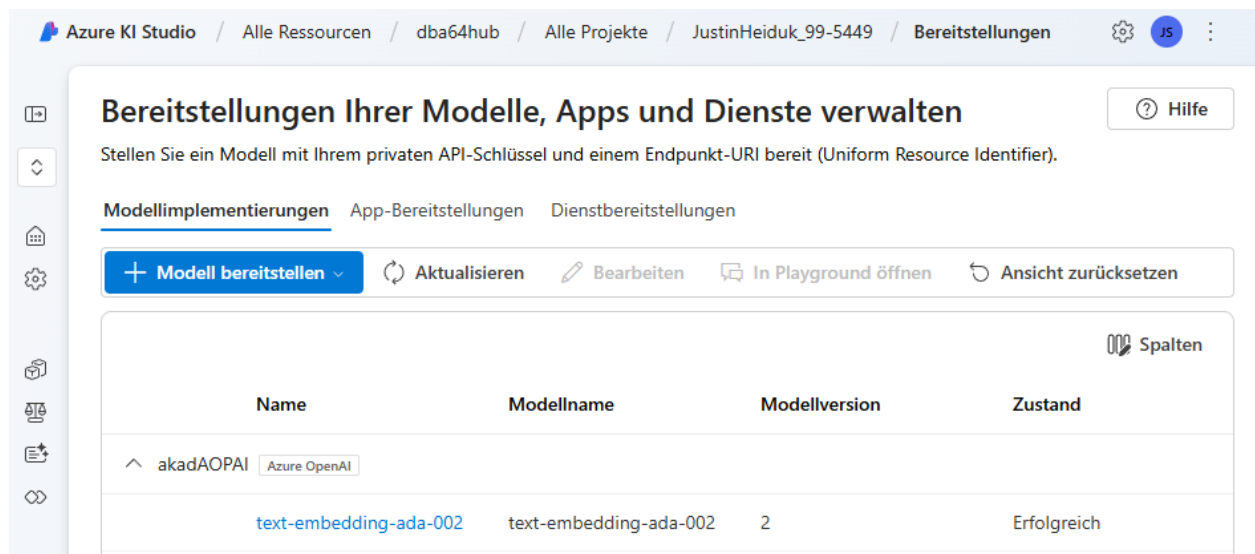 Azure KI Studio / Alle Ressourcen / dba64hub / Alle Projekte / JustinHeiduk_99-5449 / Bereitstellungen JS
Bereitstellungen Ihrer Modelle, Apps und Dienste verwalten
Hilfe
Stellen Sie ein Modell mit Ihrem privaten API-Schlüssel und einem Endpunkt-URI bereit (Uniform Resource Identifier).
Modellimplementierungen App-Bereitstellungen Dienstbereitstellungen
Modell bereitstellen Aktualisieren Bearbeiten In Playground öffnen Ansicht zurücksetzen
Spalten
Name Modellname Modellversion Zustand
akadAOPAI Azure OpenAI
text-embedding-ada-002 text-embedding-ada-002 2 Erfolgreich